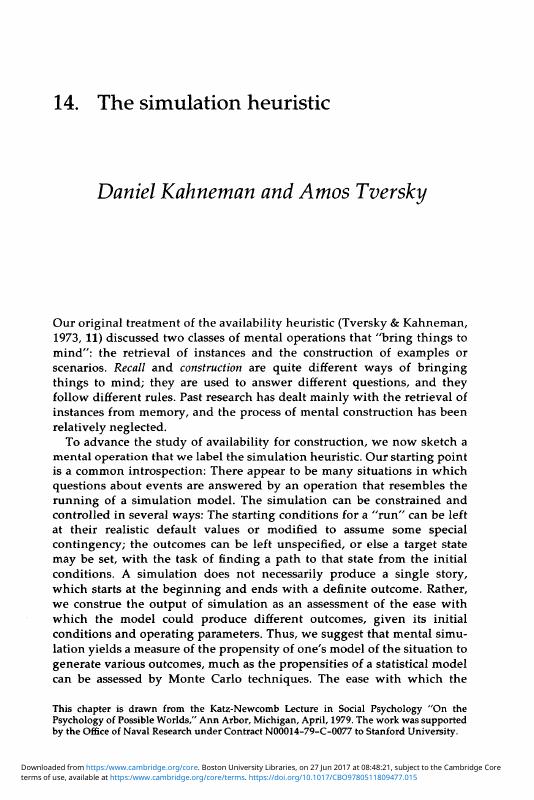 14. The simulation heuristic
Daniel Kahneman and Amos Tversky
Our original treatment of the availability heuristic (Tversky & Kahneman,
1973, 11) discussed two classes of mental operations that "bring things to
mind": the retrieval of instances and the construction of examples or
scenarios. Recall and construction are quite different ways of bringing
things to mind; they are used to answer different questions, and they
follow different rules. Past research has dealt mainly with the retrieval of
instances from memory, and the process of mental construction has been
relatively neglected.
To advance the study of availability for construction, we now sketch a
mental operation that we label the simulation heuristic. Our starting point
is a common introspection: There appear to be many situations in which
questions about events are answered by an operation that resembles the
running of a simulation model. The simulation can be constrained and
controlled in several ways: The starting conditions for a "run" can be left
at their realistic default values or modified to assume some special
contingency; the outcomes can be left unspecified, or else a target state
may be set, with the task of finding a path to that state from the initial
conditions. A simulation does not necessarily produce a single story,
which starts at the beginning and ends with a definite outcome. Rather,
we construe the output of simulation as an assessment of the ease with
which the model could produce different outcomes, given its initial
conditions and operating parameters. Thus, we suggest that mental simu-
lation yields a measure of the propensity of one's model of the situation to
generate various outcomes, much as the propensities of a statistical model
can be assessed by Monte Carlo techniques. The ease with which the
This chapter is drawn from the Katz-Newcomb Lecture in Social Psychology "On the
Psychology of Possible Worlds," Ann Arbor, Michigan, April, 1979. The work was supported
by the Office of Naval Research under Contract N00014-79-C-0077 to Stanford University.
Downloaded from https:/www.cambridge.org/core. Boston University Libraries, on 27 Jun 2017 at 08:48:21, subject to the Cambridge Core
terms of use, available at https:/www.cambridge.org/core/terms. https://doi.org/10.1017/CBO9780511809477.015